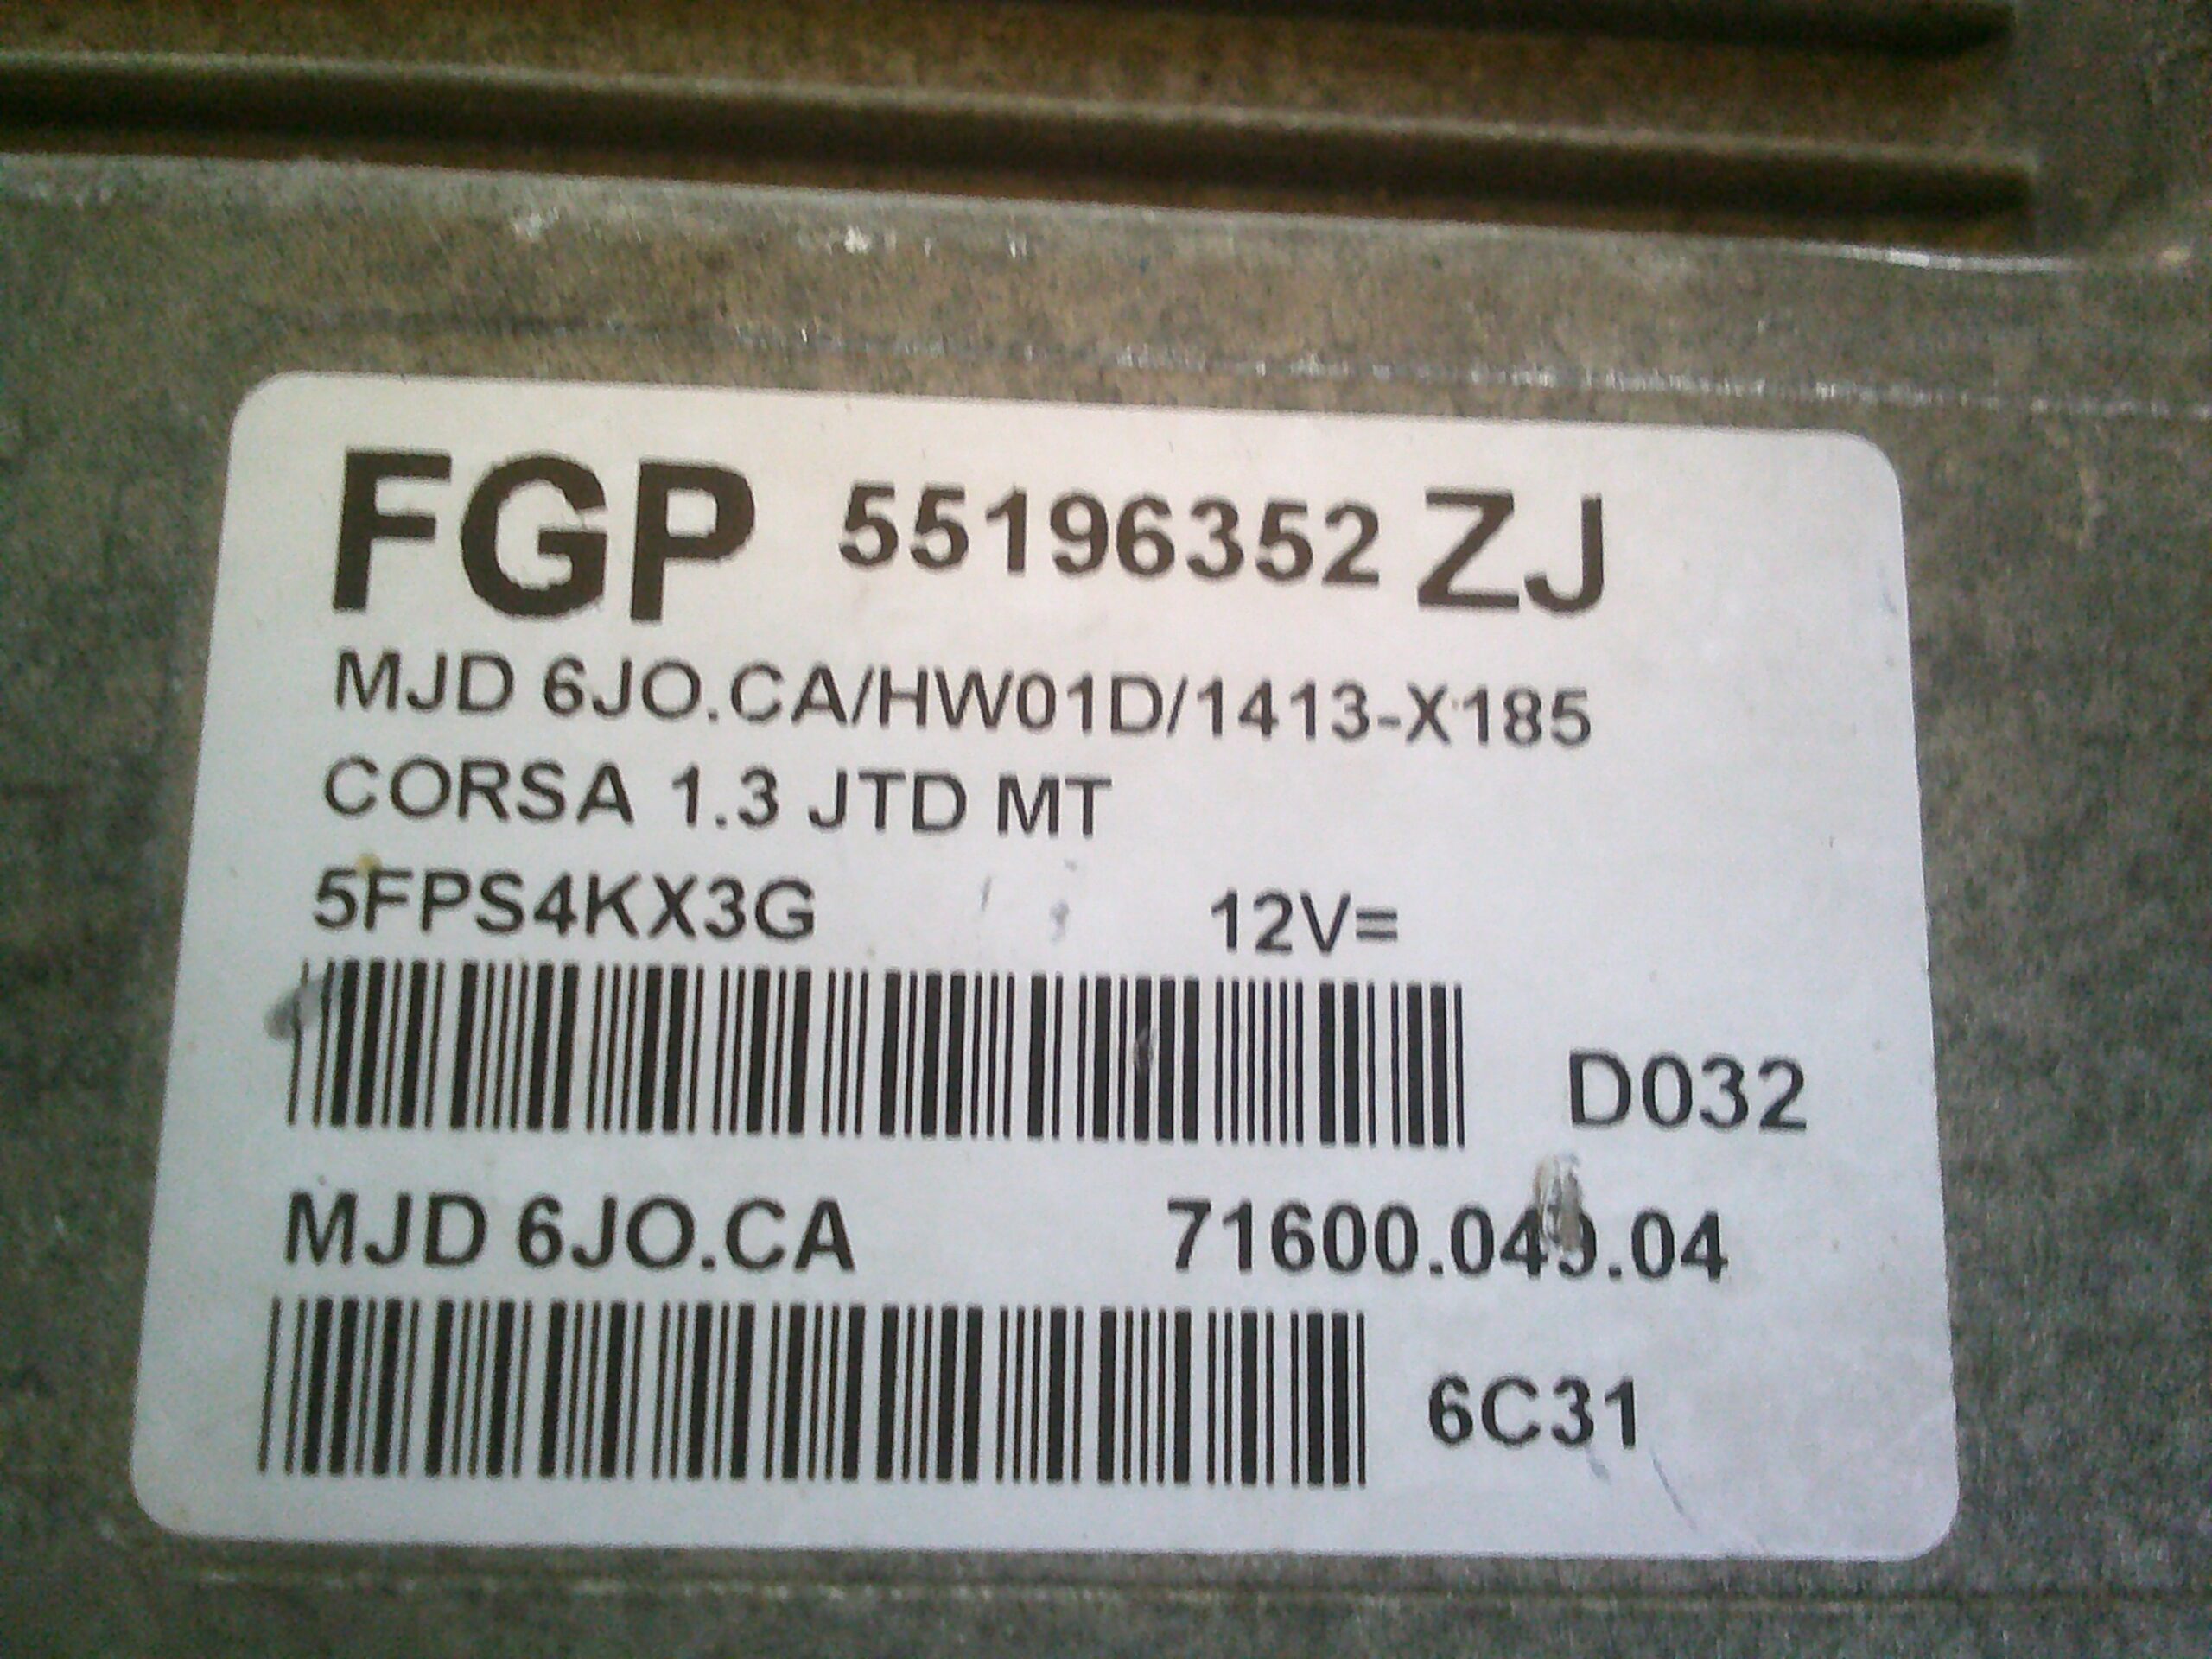 FGP 55196352 ZJ
MJD 6JO.CA/HW01D/1413-X185
CORSA 1.3 JTD MT
5FPS4KX3G 12V=
D032
MJD 6JO.CA
6C31